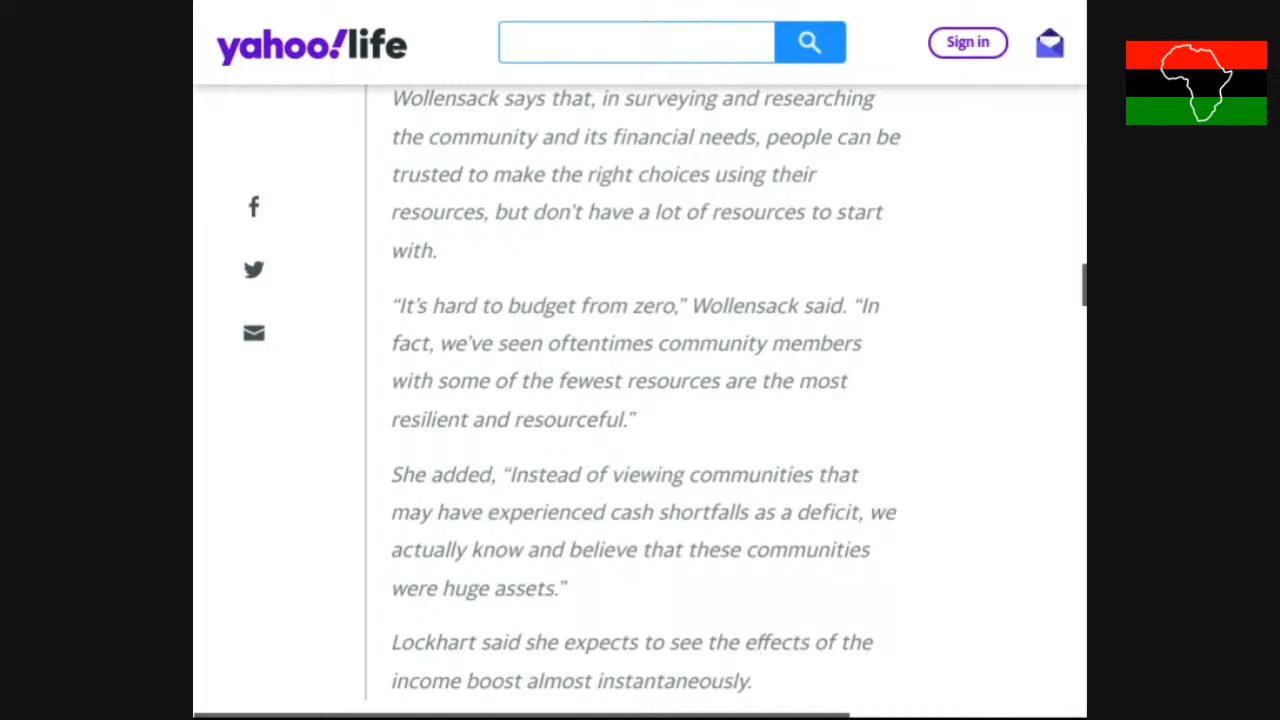 yahoo!life
Sign in
Wollensack says that, in surveying and researching
the community and its financial needs, people can be
trusted to make the right choices using their
resources, but don't have a lot of resources to start
with.
“It’s hard to budget from zero,” Wollensack said. “In
fact, we’ve seen oftentimes community members
with some of the fewest resources are the most
resilient and resourceful.”
She added, “Instead of viewing communities that
may have experienced cash shortfalls as a deficit, we
actually know and believe that these communities
were huge assets.”
Lockhart said she expects to see the effects of the
income boost almost instantaneously.